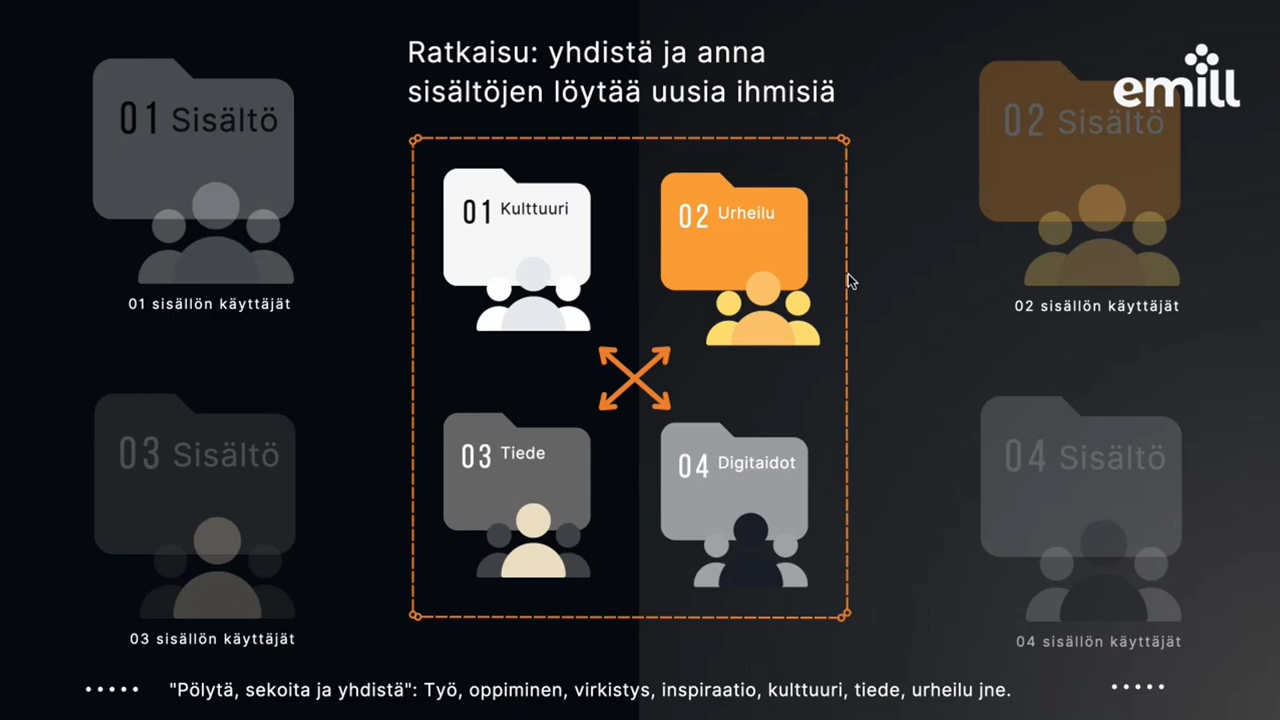 Ratkaisu: yhdistä ja anna
sisältöjen löytää uusia ihmisiä
emill
01 Sisältö
01 sisällön käyttäjät
02 Sisältö
02 sisällön käyttäjät
01 Kulttuuri
02 Urheilu
03 Tiede
04 Digitaidot
03 Sisältö
03 sisällön käyttäjät
04 Sisältö
04 sisällön käyttäjät
"Pölytä, sekoita ja yhdistä": Työ, oppiminen, virkistys, inspiraatio, kulttuuri, tiede, urheilu jne.